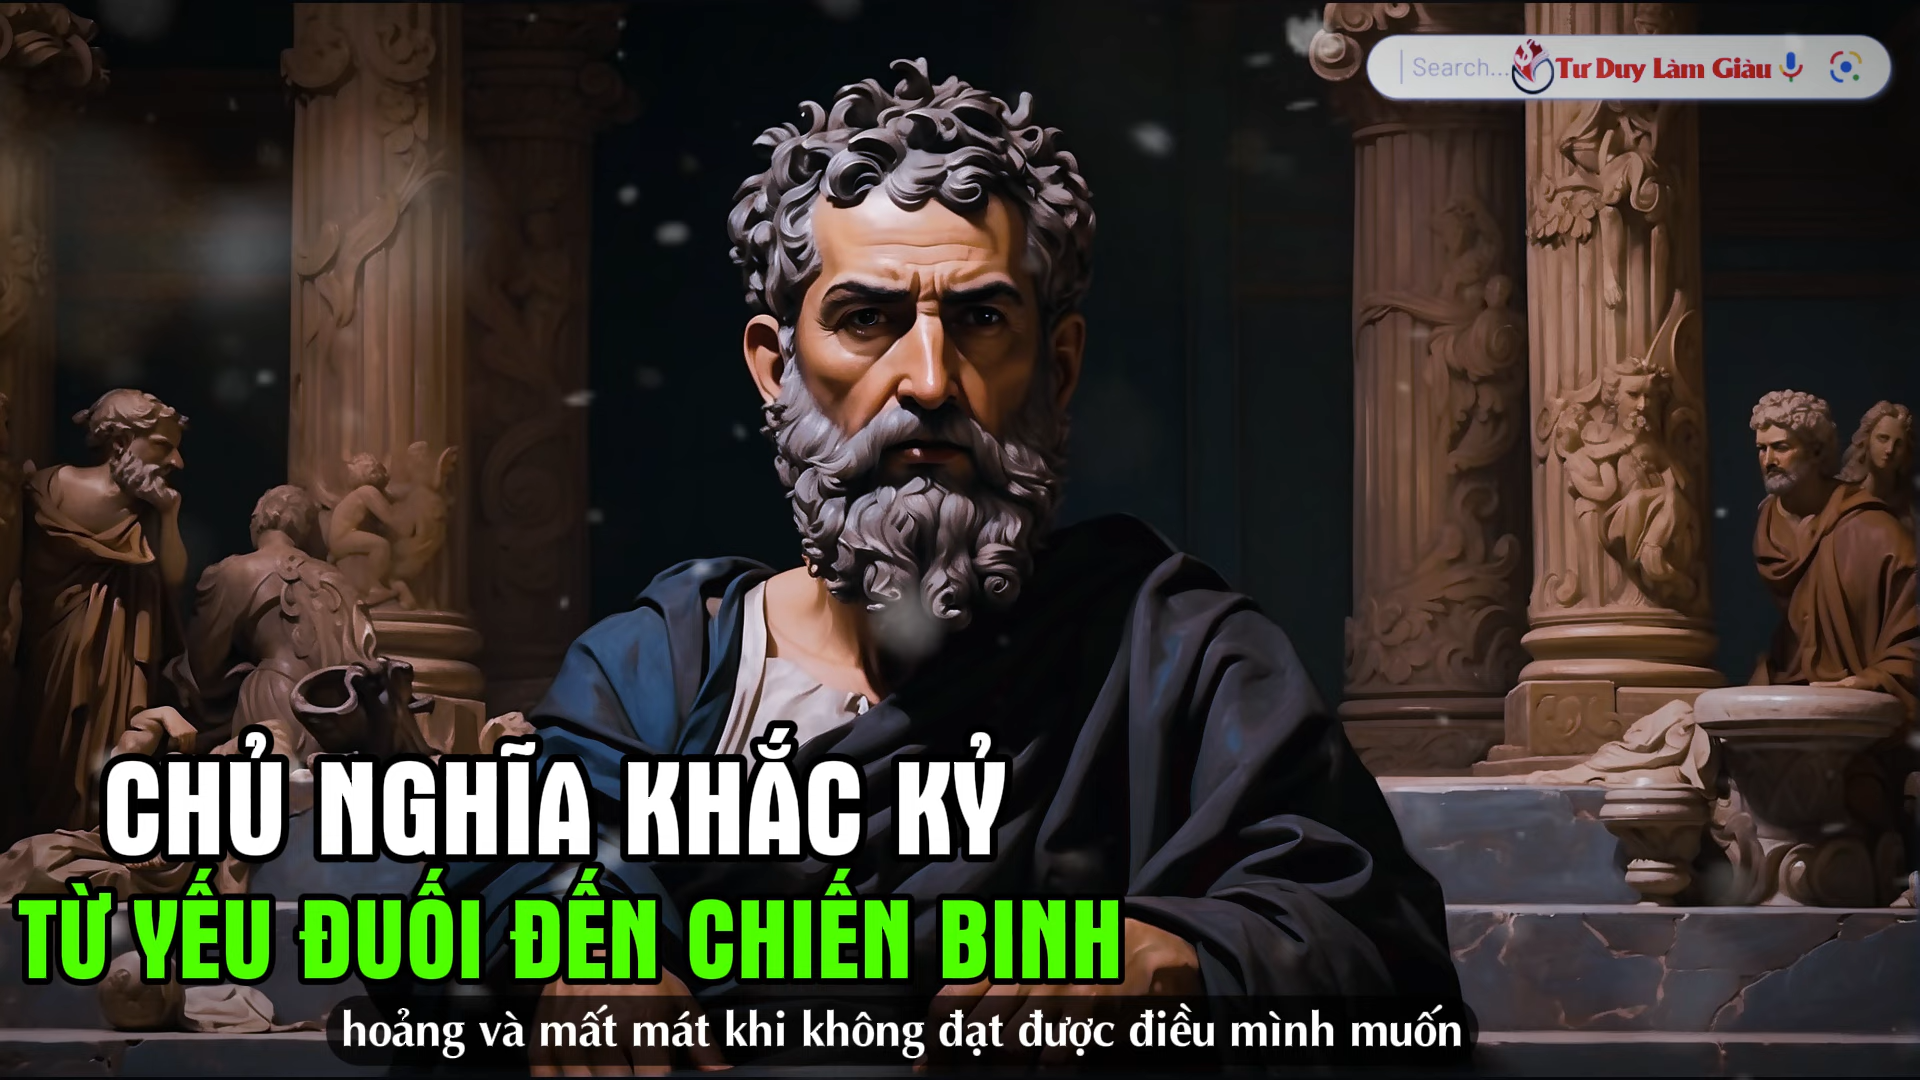 Search... Tư Duy Làm Giàu
CHỦ NGHĨA KHẮC KỶ
TỪ YẾU ĐUỐI ĐẾN CHIẾN BINH
hoảng và mất mát khi không đạt được điều mình muốn